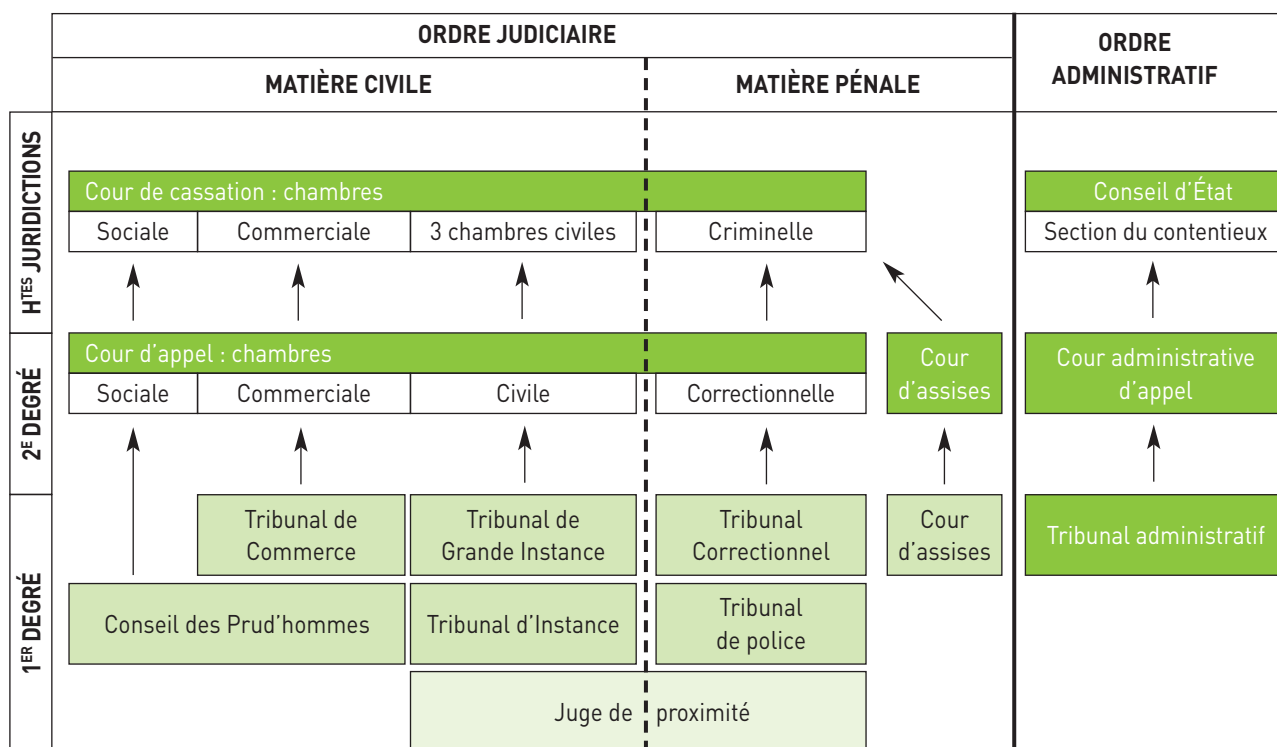 ORDRE JUDICIAIRE
ORDRE
ADMINISTRATIF
MATIÈRE CIVILE
MATIÈRE PÉNALE
HTES JURIDICTIONS
Cour de cassation : chambres
Conseil d’État
Sociale
Commerciale
3 chambres civiles
Criminelle
Section du contentieux
2E DEGRÉ
Cour d’appel : chambres
Cour
d’assises
Cour administrative
d’appel
Sociale
Commerciale
Civile
Correctionnelle
1ER DEGRÉ
Tribunal de
Commerce
Tribunal de
Grande Instance
Tribunal
Correctionnel
Cour
d’assises
Tribunal administratif
Conseil des Prud’hommes
Tribunal d’Instance
Tribunal
de police
Juge de proximité